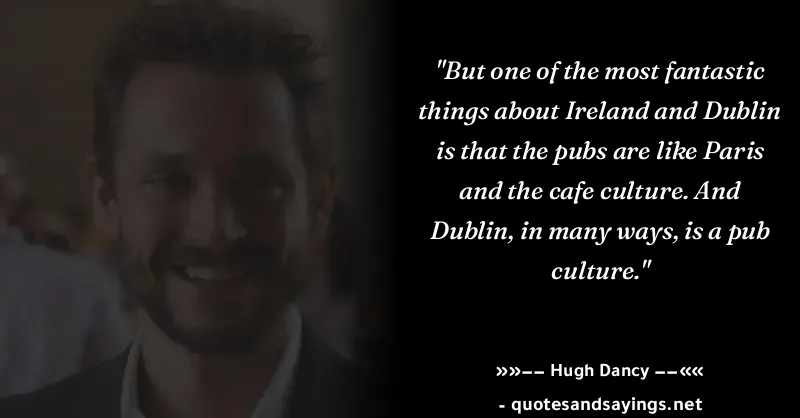 "But one of the most fantastic
things about Ireland and Dublin
is that the pubs are like Paris
and the cafe culture. And
Dublin, in many ways, is a pub
culture."
»»–– Hugh Dancy ––««
- quotesandsayings.net